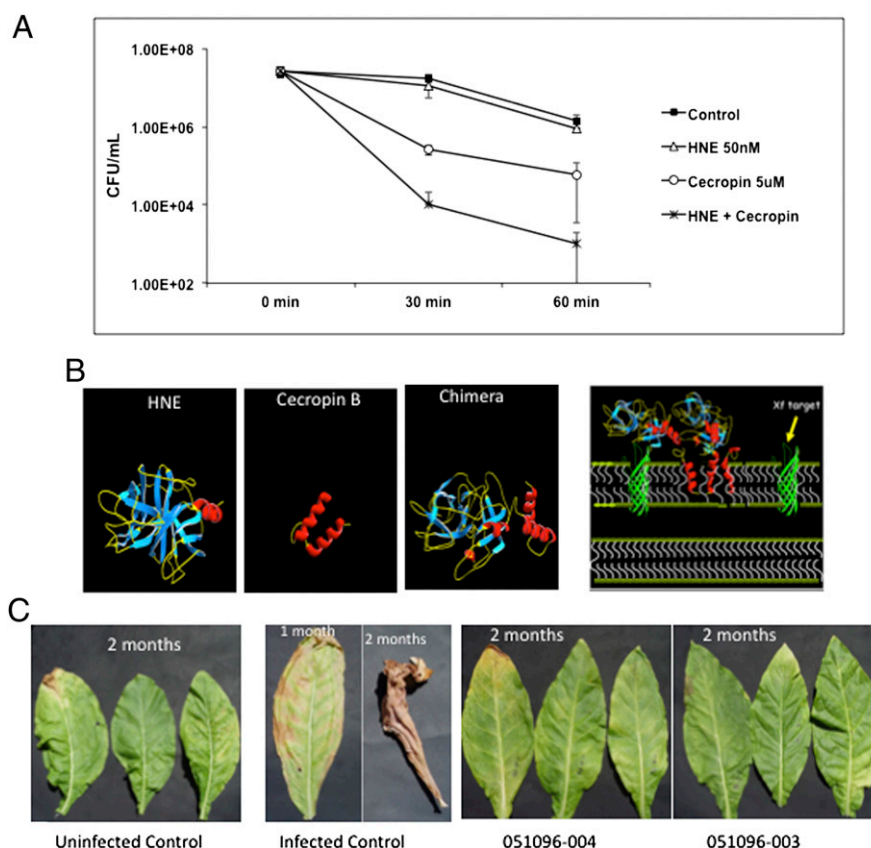 A
1.00E+08
1.00E+06
1.00E+04
1.00E+02
CFU/mL
0 min 30 min 60 min
Control
HNE 50nM
Cecropin 5uM
HNE + Cecropin
B
HNE
Cecropin B
Chimera
Xf target
C
2 months
1 month
2 months
2 months
2 months
Uninfected Control
Infected Control
051096-004
051096-003